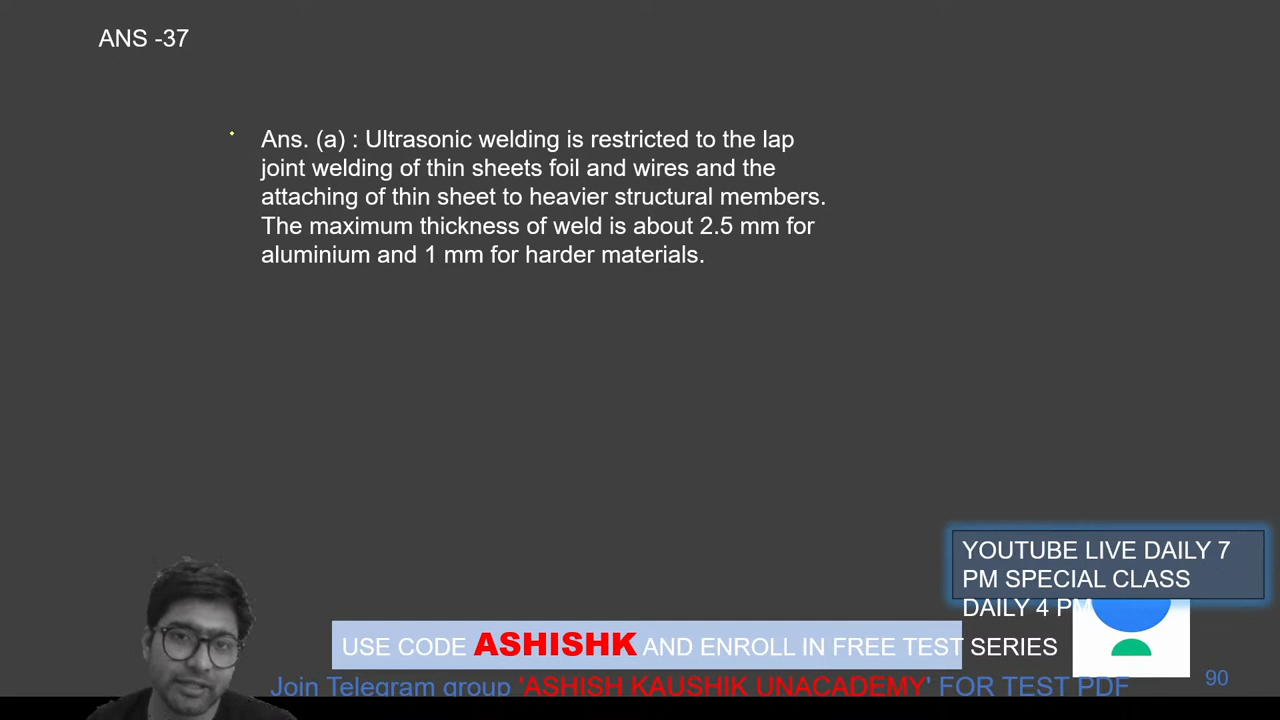 ANS -37
Ans. (a) : Ultrasonic welding is restricted to the lap
joint welding of thin sheets foil and wires and the
attaching of thin sheet to heavier structural members.
The maximum thickness of weld is about 2.5 mm for
aluminium and 1 mm for harder materials.
YOUTUBE LIVE DAILY 7
PM SPECIAL CLASS
DAILY 4 PM
USE CODE ASHISHK AND ENROLL IN FREE TEST SERIES
Join Telegram group 'ASHISH KAUSHIK UNACADEMY' FOR TEST PDF
90